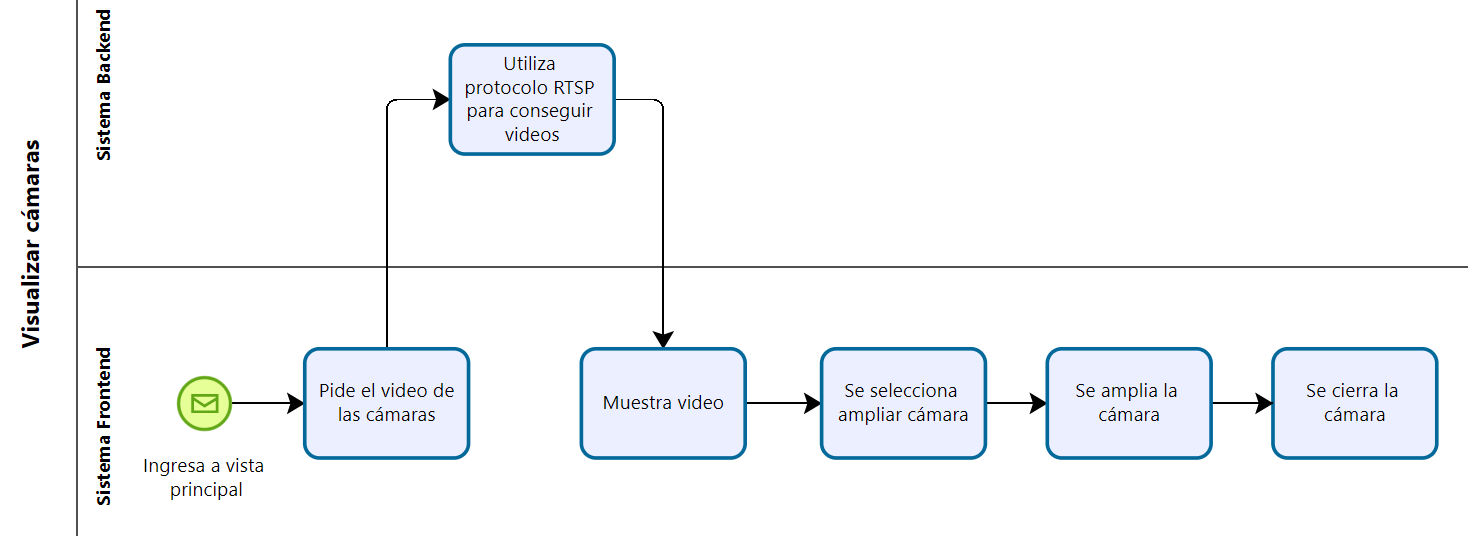 Visualizar cámaras
Sistema Backend
Utiliza
protocolo RTSP
para conseguir
videos
Sistema Frontend
Ingresa a vista
principal
Pide el video de
las cámaras
Muestra video
Se selecciona
ampliar cámara
Se amplia la
cámara
Se cierra la
cámara